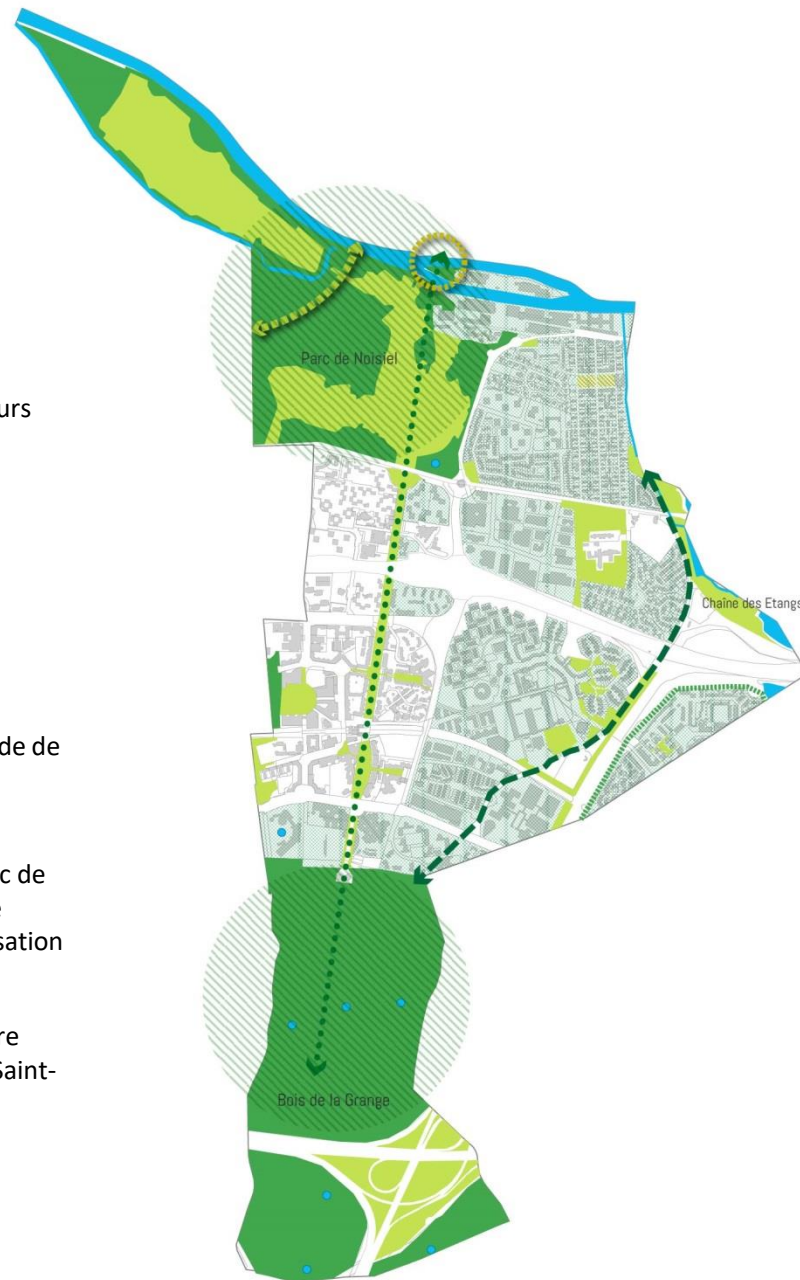 Parc de Noisiel
urs
Chaîne des Etangs
de de
c de
e
sation
re
Saint-
Bois de la Grange